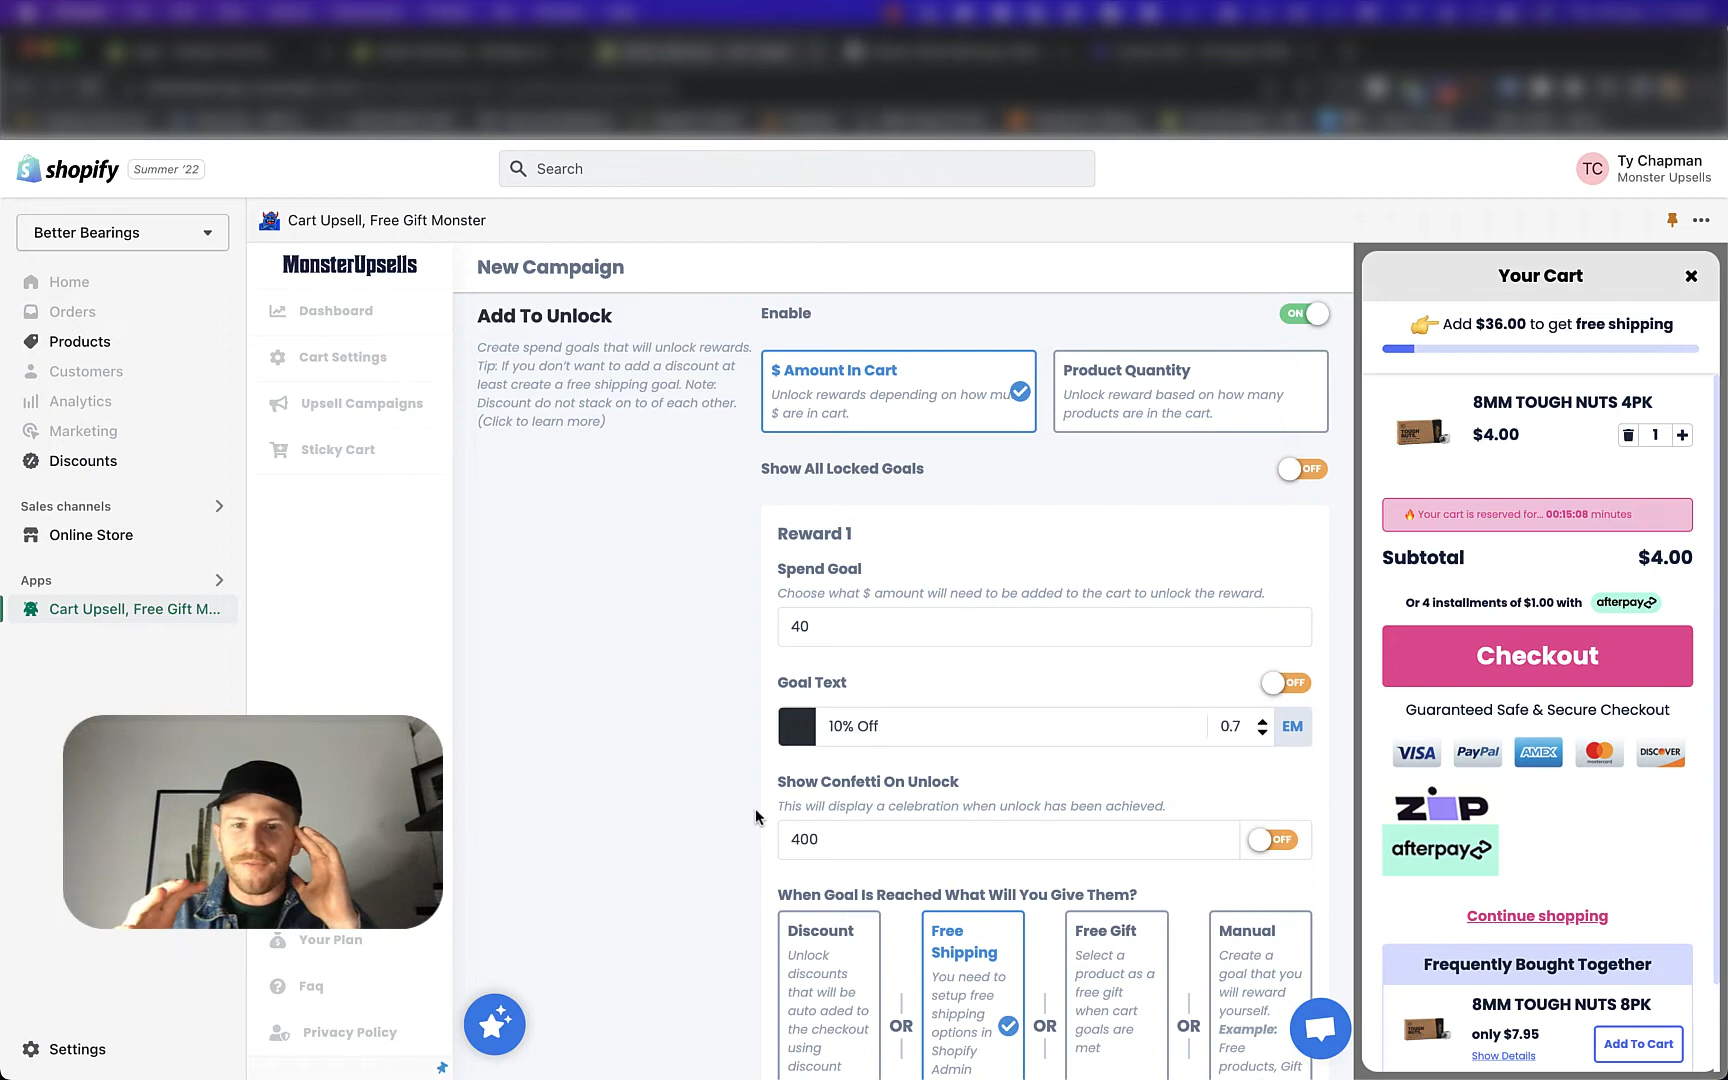 shopify
Summer '22
Search
TC
Ty Chapman
Monster Upsells
Better Bearings
Home
Orders
Products
Customers
Analytics
Marketing
Discounts
Sales channels
Online Store
Apps
Cart Upsell, Free Gift M...
Settings
Cart Upsell, Free Gift Monster
MonsterUpsells
Dashboard
Cart Settings
Upsell Campaigns
Sticky Cart
Your Plan
Faq
Privacy Policy
New Campaign
Add To Unlock
Create spend goals that will unlock rewards.
Tip: If you don't want to add a discount at
least create a free shipping goal. Note:
Discount do not stack on to of each other.
(Click to learn more)
Enable
ON
$ Amount In Cart
Unlock rewards depending on how mu
$ are in cart.
Product Quantity
Unlock reward based on how many
products are in the cart.
Show All Locked Goals
OFF
Reward 1
Spend Goal
Choose what $ amount will need to be added to the cart to unlock the reward.
40
Goal Text
OFF
10% Off
0.7
EM
Show Confetti On Unlock
This will display a celebration when unlock has been achieved.
400
OFF
When Goal Is Reached What Will You Give Them?
Discount
Unlock
discounts
that will be
auto aded to
the checkout
using
discount
OR
Free
Shipping
You need to
setup free
shipping
options in
Shopify
Admin
OR
Free Gift
Select a
product as a
free gift
when cart
goals are
met
OR
Manual
Create a
goal that you
will reward
yourself.
Example:
Free
products, Gift
Your Cart
Add $36.00 to get free shipping
8MM TOUGH NUTS 4PK
$4.00
1
Your cart is reserved for... 00:15:08 minutes
Subtotal
$4.00
Or 4 installments of $1.00 with afterpay
Checkout
Guaranteed Safe & Secure Checkout
VISA
PayPal
AMEX
mastercard
DISCOVER
ZIP
afterpay
Continue shopping
Frequently Bought Together
8MM TOUGH NUTS 8PK
only $7.95
Show Details
Add To Cart